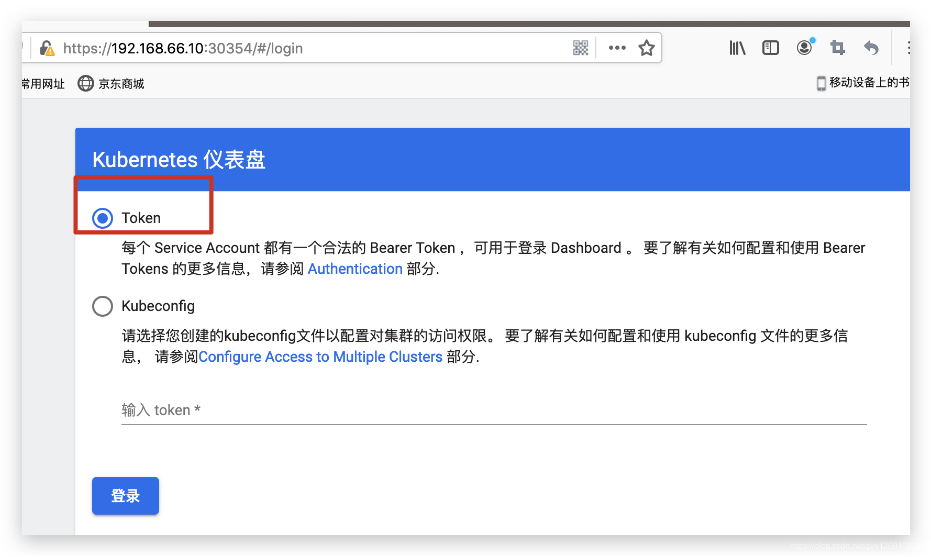 https://192.168.66.10:30354/#/login
常用网址 京东商城 移动设备上的书
Kubernetes 仪表盘
Token
每个 Service Account 都有一个合法的 Bearer Token ，可用于登录 Dashboard 。 要了解有关如何配置和使用 Bearer
Tokens 的更多信息，请参阅 Authentication 部分.
Kubeconfig
请选择您创建的kubeconfig文件以配置对集群的访问权限。 要了解有关如何配置和使用 kubeconfig 文件的更多信
息， 请参阅Configure Access to Multiple Clusters 部分.
输入 token *
登录